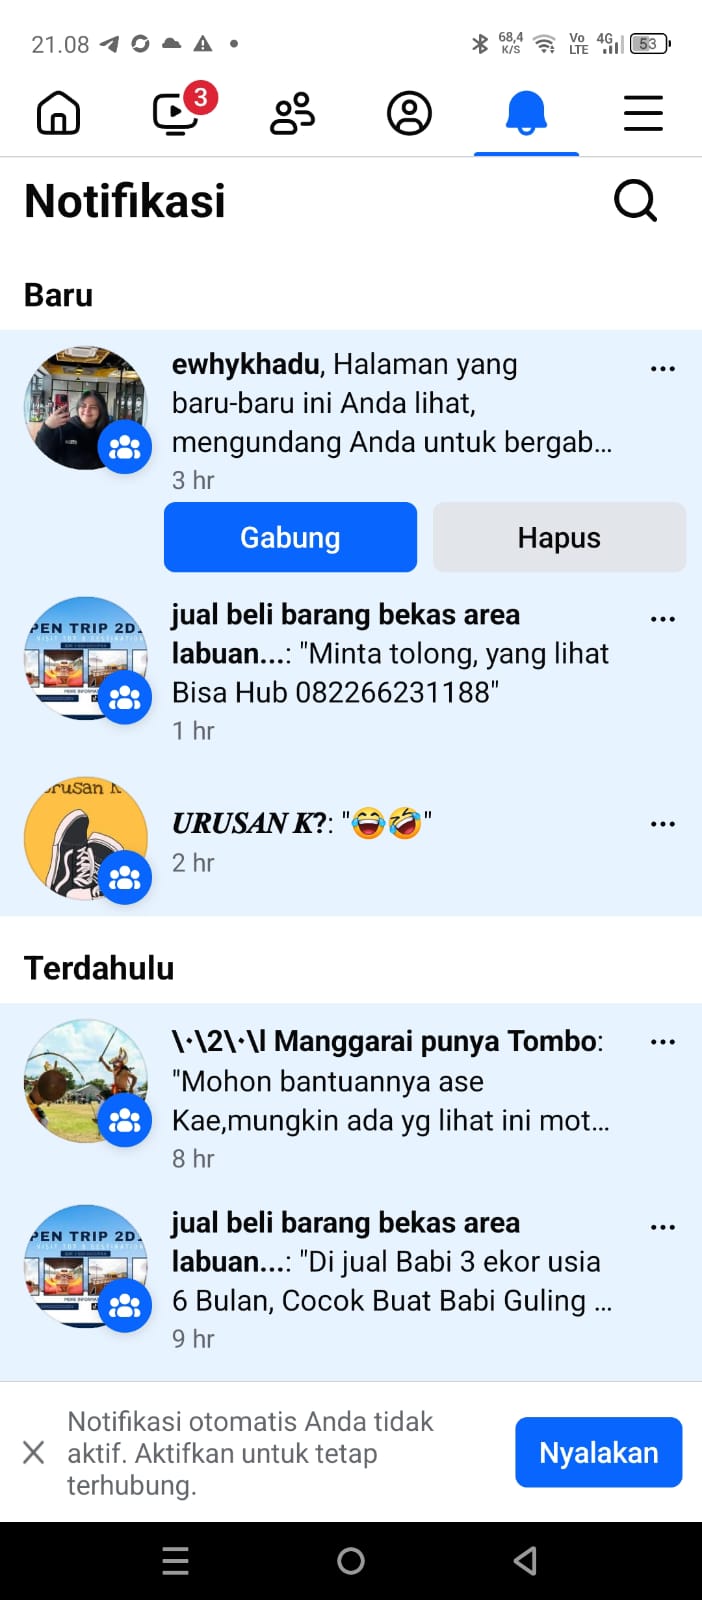 21.08
68,4
K/S
Vo
LTE
4G
53
3
Notifikasi
Baru
ewhykhadu, Halaman yang
baru-baru ini Anda lihat,
mengundang Anda untuk bergab...
3 hr
Gabung
Hapus
PEN TRIP 2D
jual beli barang bekas area
labuan...: "Minta tolong, yang lihat
Bisa Hub 082266231188"
1 hr
rusan K
URUSAN K?: "😂🤣"
2 hr
Terdahulu
\·\2\·\l Manggarai punya Tombo:
"Mohon bantuannya ase
Kae,mungkin ada yg lihat ini mot...
8 hr
PEN TRIP 2D
jual beli barang bekas area
labuan...: "Di jual Babi 3 ekor usia
6 Bulan, Cocok Buat Babi Guling ...
9 hr
Notifikasi otomatis Anda tidak
aktif. Aktifkan untuk tetap
terhubung.
Nyalakan